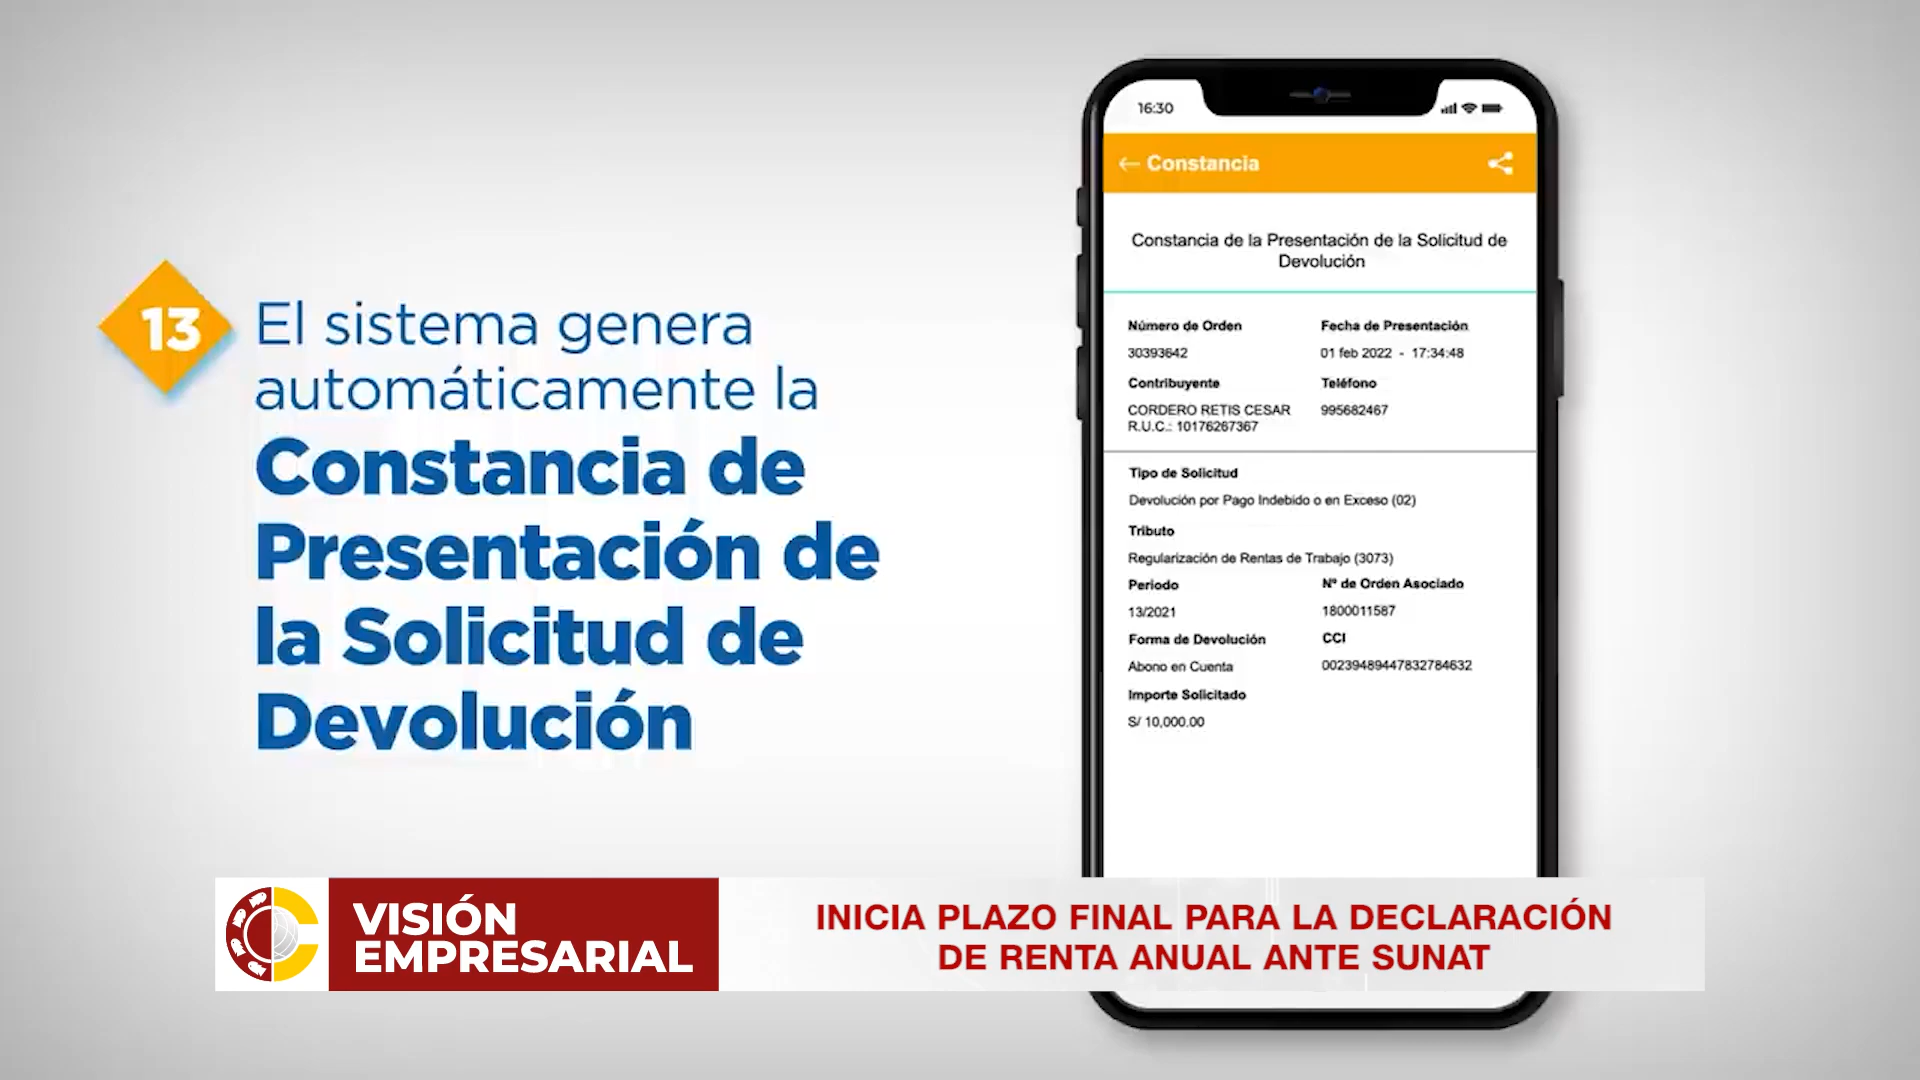 13
El sistema genera
automáticamente la
Constancia de
Presentación de
la Solicitud de
Devolución
16:30
← Constancia
Constancia de la Presentación de la Solicitud de
Devolución
Número de Orden
Fecha de Presentación
30393642
01 feb 2022 - 17:34:48
Contribuyente
Teléfono
CORDERO RETIS CESAR
995682467
R.U.C.: 10176267367
Tipo de Solicitud
Devolución por Pago Indebido o en Exceso (02)
Tributo
Regularización de Rentas de Trabajo (3073)
Periodo
Nº de Orden Asociado
13/2021
1800011587
Forma de Devolución
CCI
Abono en Cuenta
00239489447832784632
Importe Solicitado
S/ 10,000.00
VISIÓN
EMPRESARIAL
INICIA PLAZO FINAL PARA LA DECLARACIÓN
DE RENTA ANUAL ANTE SUNAT